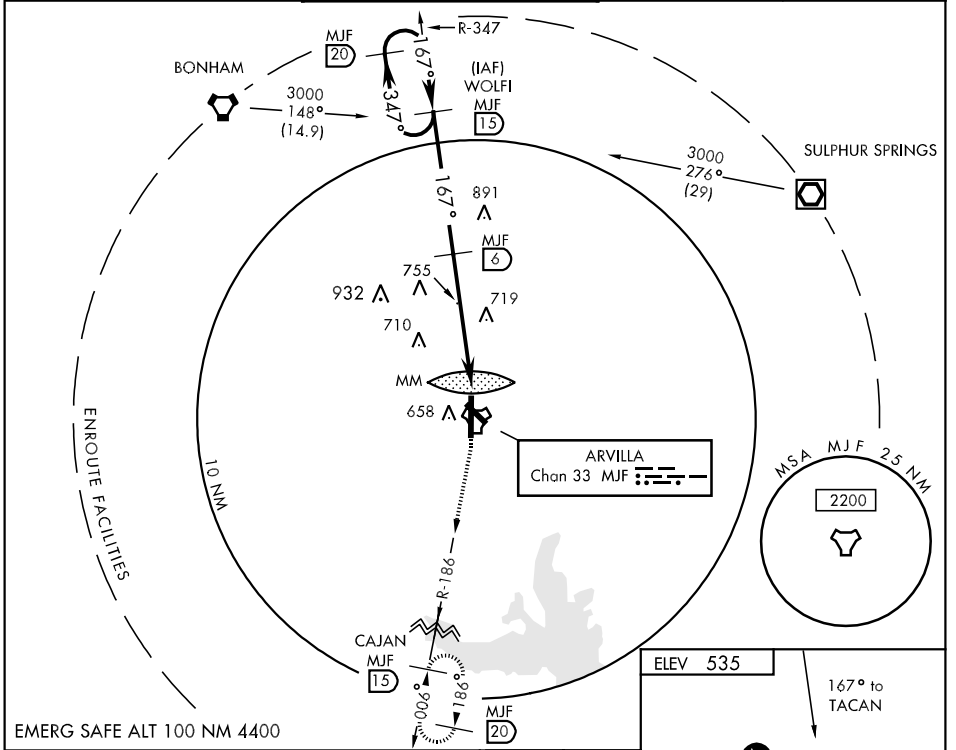 R-347
MJF
20
167°
(IAF)
WOLFI
MJF
15
BONHAM
3000
148°
(14.9)
347°
3000
276°
(29)
SULPHUR SPRINGS
167°
891
MJF
6
755
932
719
710
MM
658
ARVILLA
Chan 33 MJF
10 NM
ENROUTE FACILITIES
MSA MJF 25 NM
2200
R-186
CAJAN
MJF
15
006°
186°
MJF
20
EMERG SAFE ALT 100 NM 4400
ELEV 535
167° to
TACAN